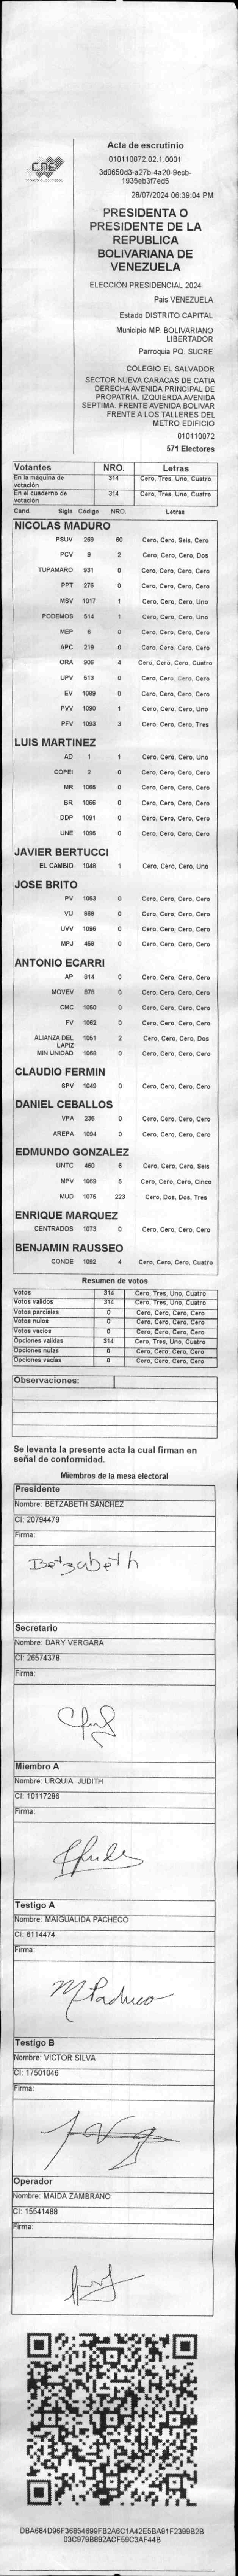 CNE
Acta de escrutinio
010110072.02.1.0001
3d0650d3-a27b-4a20-9ecb-
1935eb3f7ed5
28/07/2024 06:39:04 PM
PRESIDENTA O
PRESIDENTE DE LA
REPUBLICA
BOLIVARIANA DE
VENEZUELA
ELECCIÓN PRESIDENCIAL 2024
País VENEZUELA
Estado DISTRITO CAPITAL
Municipio MP. BOLIVARIANO
LIBERTADOR
Parroquia PQ. SUCRE
COLEGIO EL SALVADOR
SECTOR NUEVA CARACAS DE CATIA
DERECHA AVENIDA PRINCIPAL DE
PROPATRIA. IZQUIERDA AVENIDA
SEPTIMA. FRENTE AVENIDA BOLIVAR
FRENTE A LOS TALLERES DEL
METRO EDIFICIO
010110072
571 Electores
Votantes NRO. Letras
En la máquina de votación 314 Cero, Tres, Uno, Cuatro
En el cuaderno de votación 314 Cero, Tres, Uno, Cuatro
Cand. Sigla Código NRO. Letras
NICOLAS MADURO
PSUV 269 60 Cero, Cero, Seis, Cero
PCV 9 2 Cero, Cero, Cero, Dos
TUPAMARO 931 0 Cero, Cero, Cero, Cero
PPT 276 0 Cero, Cero, Cero, Cero
MSV 1017 1 Cero, Cero, Cero, Uno
PODEMOS 514 1 Cero, Cero, Cero, Uno
MEP 6 0 Cero, Cero, Cero, Cero
APC 219 0 Cero, Cero, Cero, Cero
ORA 906 4 Cero, Cero, Cero, Cuatro
UPV 513 0 Cero, Cero, Cero, Cero
EV 1089 0 Cero, Cero, Cero, Cero
PVV 1090 1 Cero, Cero, Cero, Uno
PFV 1093 3 Cero, Cero, Cero, Tres
LUIS MARTINEZ
AD 1 1 Cero, Cero, Cero, Uno
COPEI 3 0 Cero, Cero, Cero, Cero
MR 1065 0 Cero, Cero, Cero, Cero
BR 1066 0 Cero, Cero, Cero, Cero
DDP 1091 0 Cero, Cero, Cero, Cero
UNE 1095 0 Cero, Cero, Cero, Cero
JAVIER BERTUCCI
EL CAMBIO 1048 1 Cero, Cero, Cero, Uno
JOSE BRITO
PV 1053 0 Cero, Cero, Cero, Cero
VU 968 0 Cero, Cero, Cero, Cero
UVV 1096 0 Cero, Cero, Cero, Cero
MPJ 458 0 Cero, Cero, Cero, Cero
ANTONIO ECARRI
AP 914 0 Cero, Cero, Cero, Cero
MOVEV 978 0 Cero, Cero, Cero, Cero
CMC 1050 0 Cero, Cero, Cero, Cero
FV 1062 0 Cero, Cero, Cero, Cero
ALIANZA DEL LAPIZ 1051 2 Cero, Cero, Cero, Dos
MIN UNIDAD 1068 0 Cero, Cero, Cero, Cero
CLAUDIO FERMIN
SPV 1049 0 Cero, Cero, Cero, Cero
DANIEL CEBALLOS
VPA 236 0 Cero, Cero, Cero, Cero
AREPA 1094 0 Cero, Cero, Cero, Cero
EDMUNDO GONZALEZ
UNTC 460 6 Cero, Cero, Cero, Seis
MPV 1069 5 Cero, Cero, Cero, Cinco
MUD 1075 223 Cero, Dos, Dos, Tres
ENRIQUE MARQUEZ
CENTRADOS 1073 0 Cero, Cero, Cero, Cero
BENJAMIN RAUSSEO
CONDE 1092 4 Cero, Cero, Cero, Cuatro
Resumen de votos
Votos 314 Cero, Tres, Uno, Cuatro
Votos validos 314 Cero, Tres, Uno, Cuatro
Votos parciales 0 Cero, Cero, Cero, Cero
Votos nulos 0 Cero, Cero, Cero, Cero
Votos vacios 0 Cero, Cero, Cero, Cero
Opciones validas 314 Cero, Tres, Uno, Cuatro
Opciones nulas 0 Cero, Cero, Cero, Cero
Opciones vacias 0 Cero, Cero, Cero, Cero
Observaciones:
Se levanta la presente acta la cual firman en
señal de conformidad.
Miembros de la mesa electoral
Presidente
Nombre: BETZABETH SANCHEZ
CI: 20794479
Firma:
Betzabeth
Secretario
Nombre: DARY VERGARA
CI: 26574378
Firma:
Miembro A
Nombre: URQUIA JUDITH
CI: 10117286
Firma:
Testigo A
Nombre: MAIGUALIDA PACHECO
CI: 6114474
Firma:
M Pacheco
Testigo B
Nombre: VICTOR SILVA
CI: 17501046
Firma:
Operador
Nombre: MAIDA ZAMBRANO
CI: 15541488
Firma:
DBA684D96F36854699FB2A6C1A42E5BA91F2399B2B
03C979B892ACF59C3AF44B